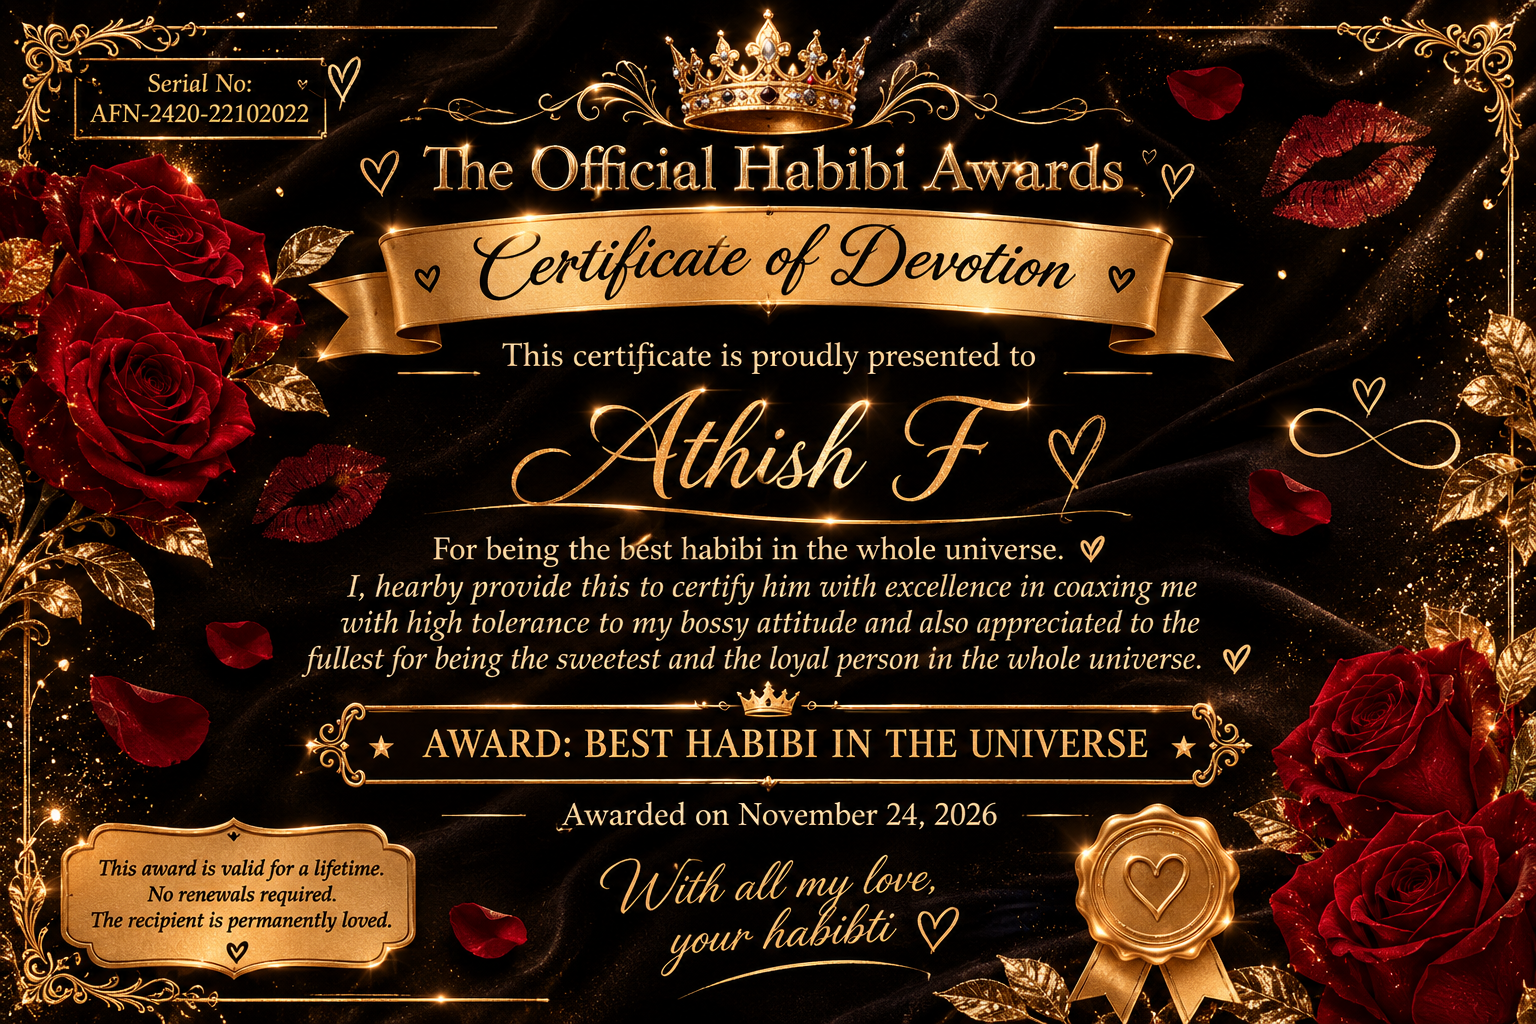 Serial No:
AFN-2420-22102022
The Official Habibi Awards
Certificate of Devotion
This certificate is proudly presented to
Athish F
For being the best habibi in the whole universe.
I, hearby provide this to certify him with excellence in coaxing me
with high tolerance to my bossy attitude and also appreciated to the
fullest for being the sweetest and the loyal person in the whole universe.
AWARD: BEST HABIBI IN THE UNIVERSE
Awarded on November 24, 2026
This award is valid for a lifetime.
No renewals required.
The recipient is permanently loved.
With all my love,
your habibti